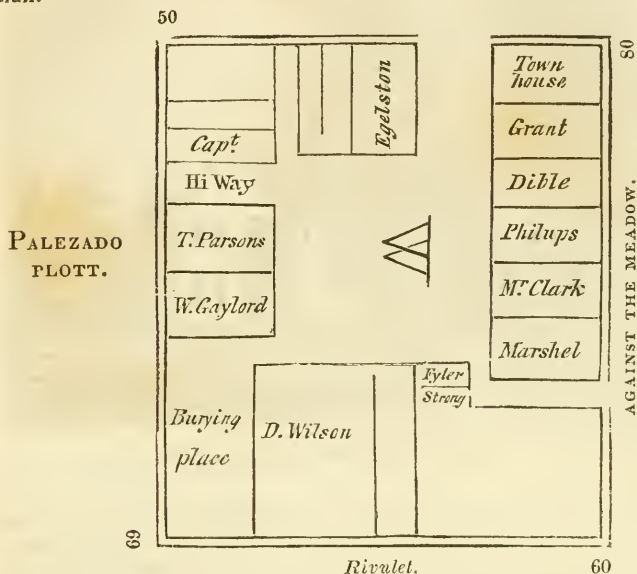 50
80
Town
house
Egelston
Grant
Capt.
Hi Way
Dible
PALEZADO
PLOTT.
T. Parsons
Philups
W. Gaylord
Mr. Clark
AGAINST THE MEADOW.
Marshel
Fyler
Strong
Burying
place
D. Wilson
69
Rivulet.
60